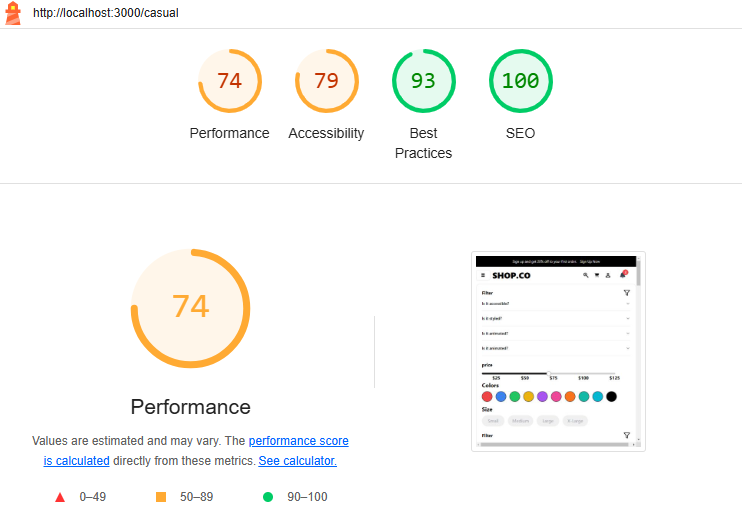 http://localhost:3000/casual
74
79
93
100
Performance
Accessibility
Best
Practices
SEO
74
Performance
Values are estimated and may vary. The performance score
is calculated directly from these metrics. See calculator.
0–49
50–89
90–100
Sign up and get 20% off to your first order. Sign Up Now
SHOP.CO
Filter
Is it accessible?
Is it styled?
Is it animated?
Is it animated?
price
$25 $50 $75 $100 $125
Colors
Size
Small Medium Large X-Large
Filter